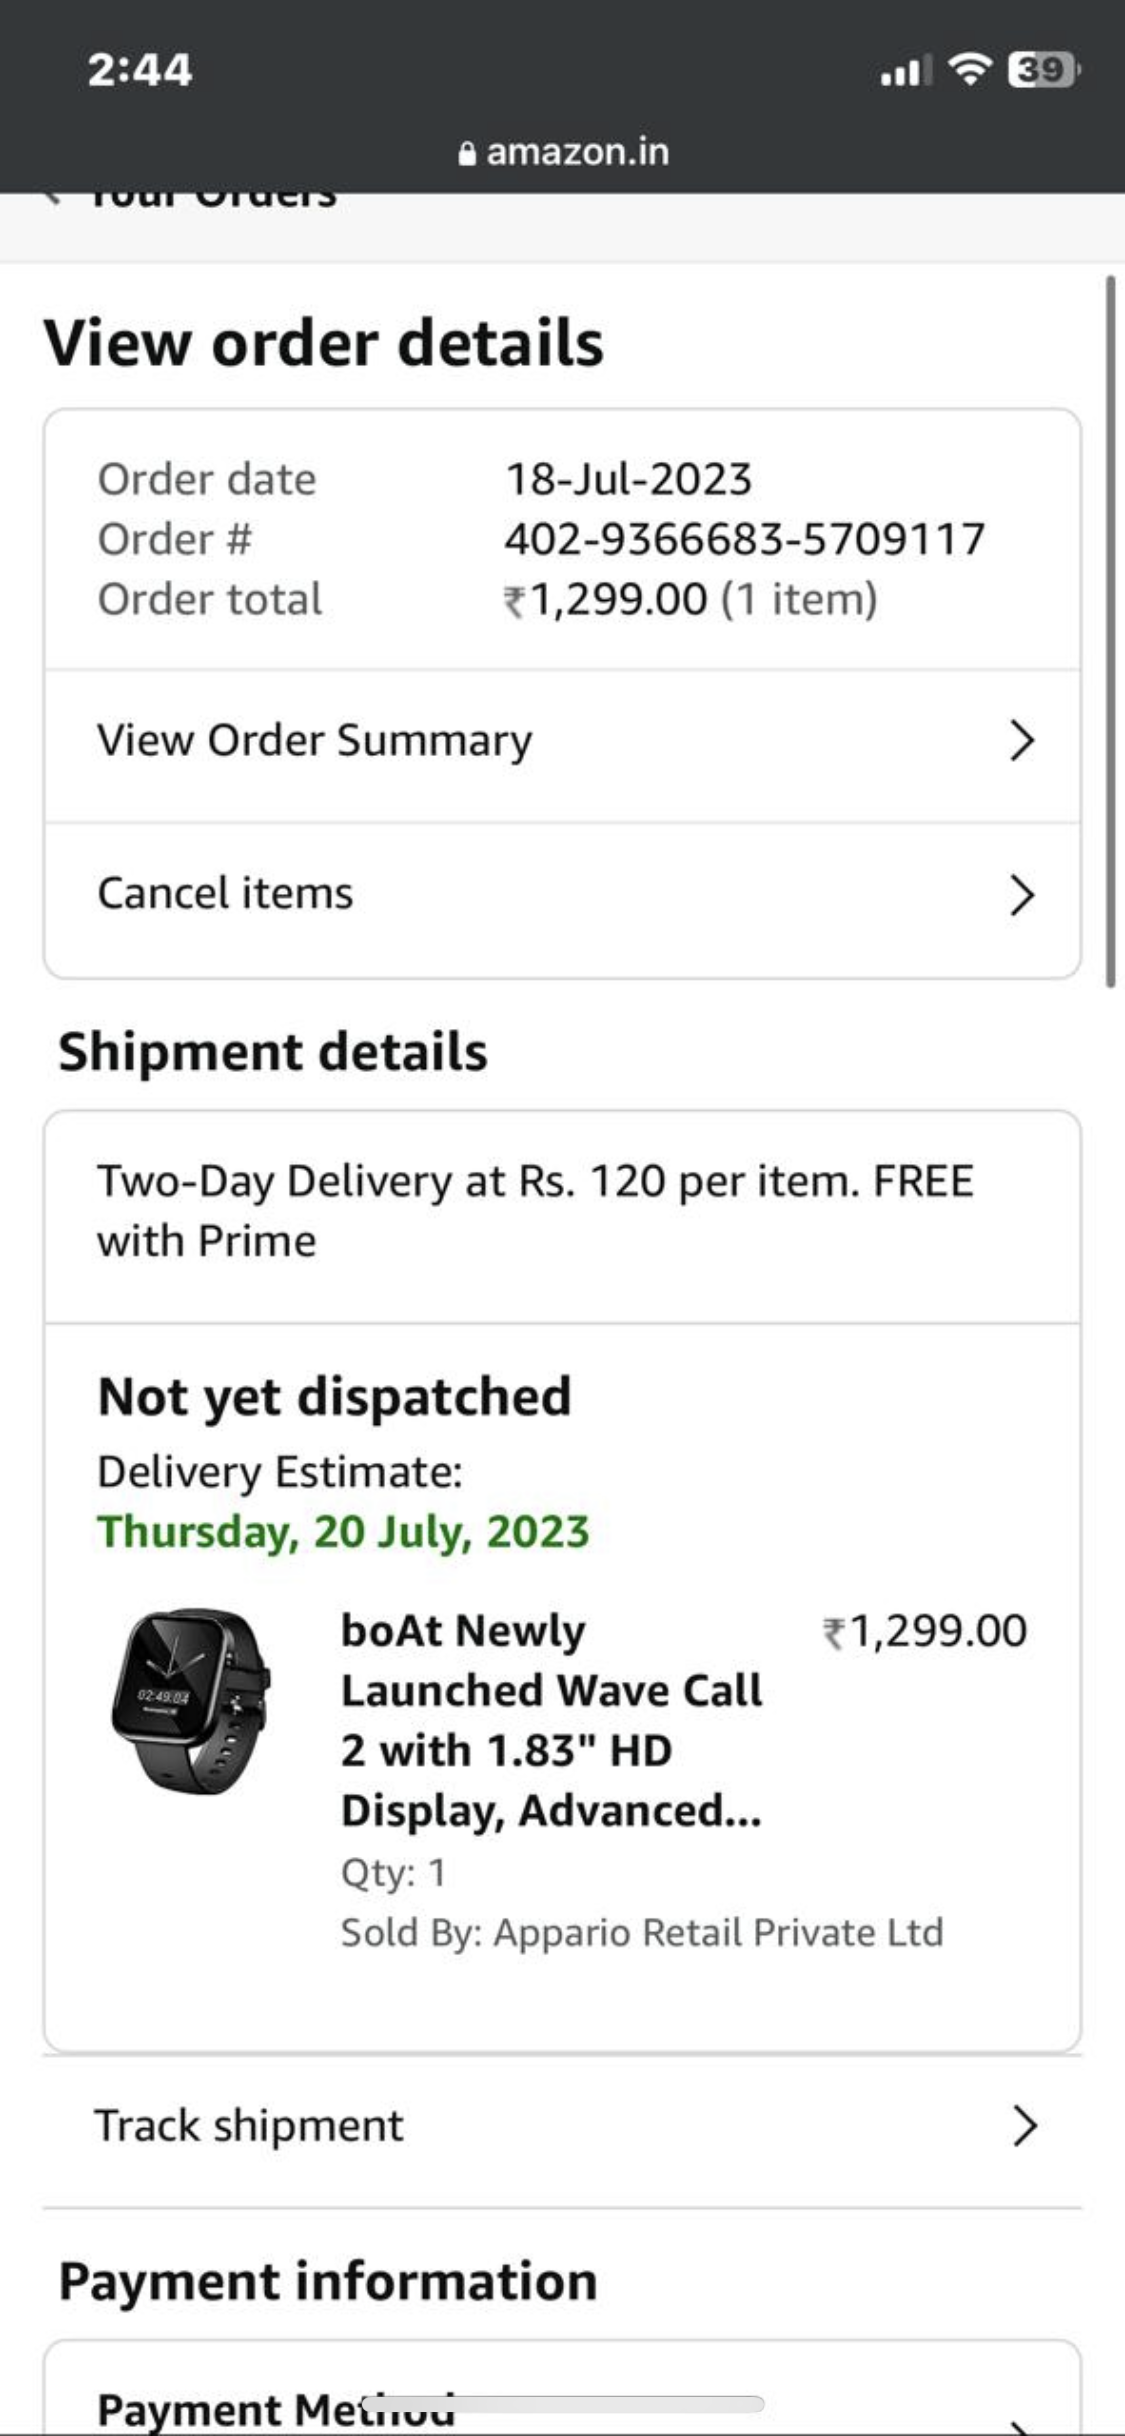 2:44
39
amazon.in
Your Orders
View order details
Order date 18-Jul-2023
Order # 402-9366683-5709117
Order total ₹1,299.00 (1 item)
View Order Summary
Cancel items
Shipment details
Two-Day Delivery at Rs. 120 per item. FREE
with Prime
Not yet dispatched
Delivery Estimate:
Thursday, 20 July, 2023
02:49:04
boAt Newly ₹1,299.00
Launched Wave Call
2 with 1.83" HD
Display, Advanced...
Qty: 1
Sold By: Appario Retail Private Ltd
Track shipment
Payment information
Payment Method